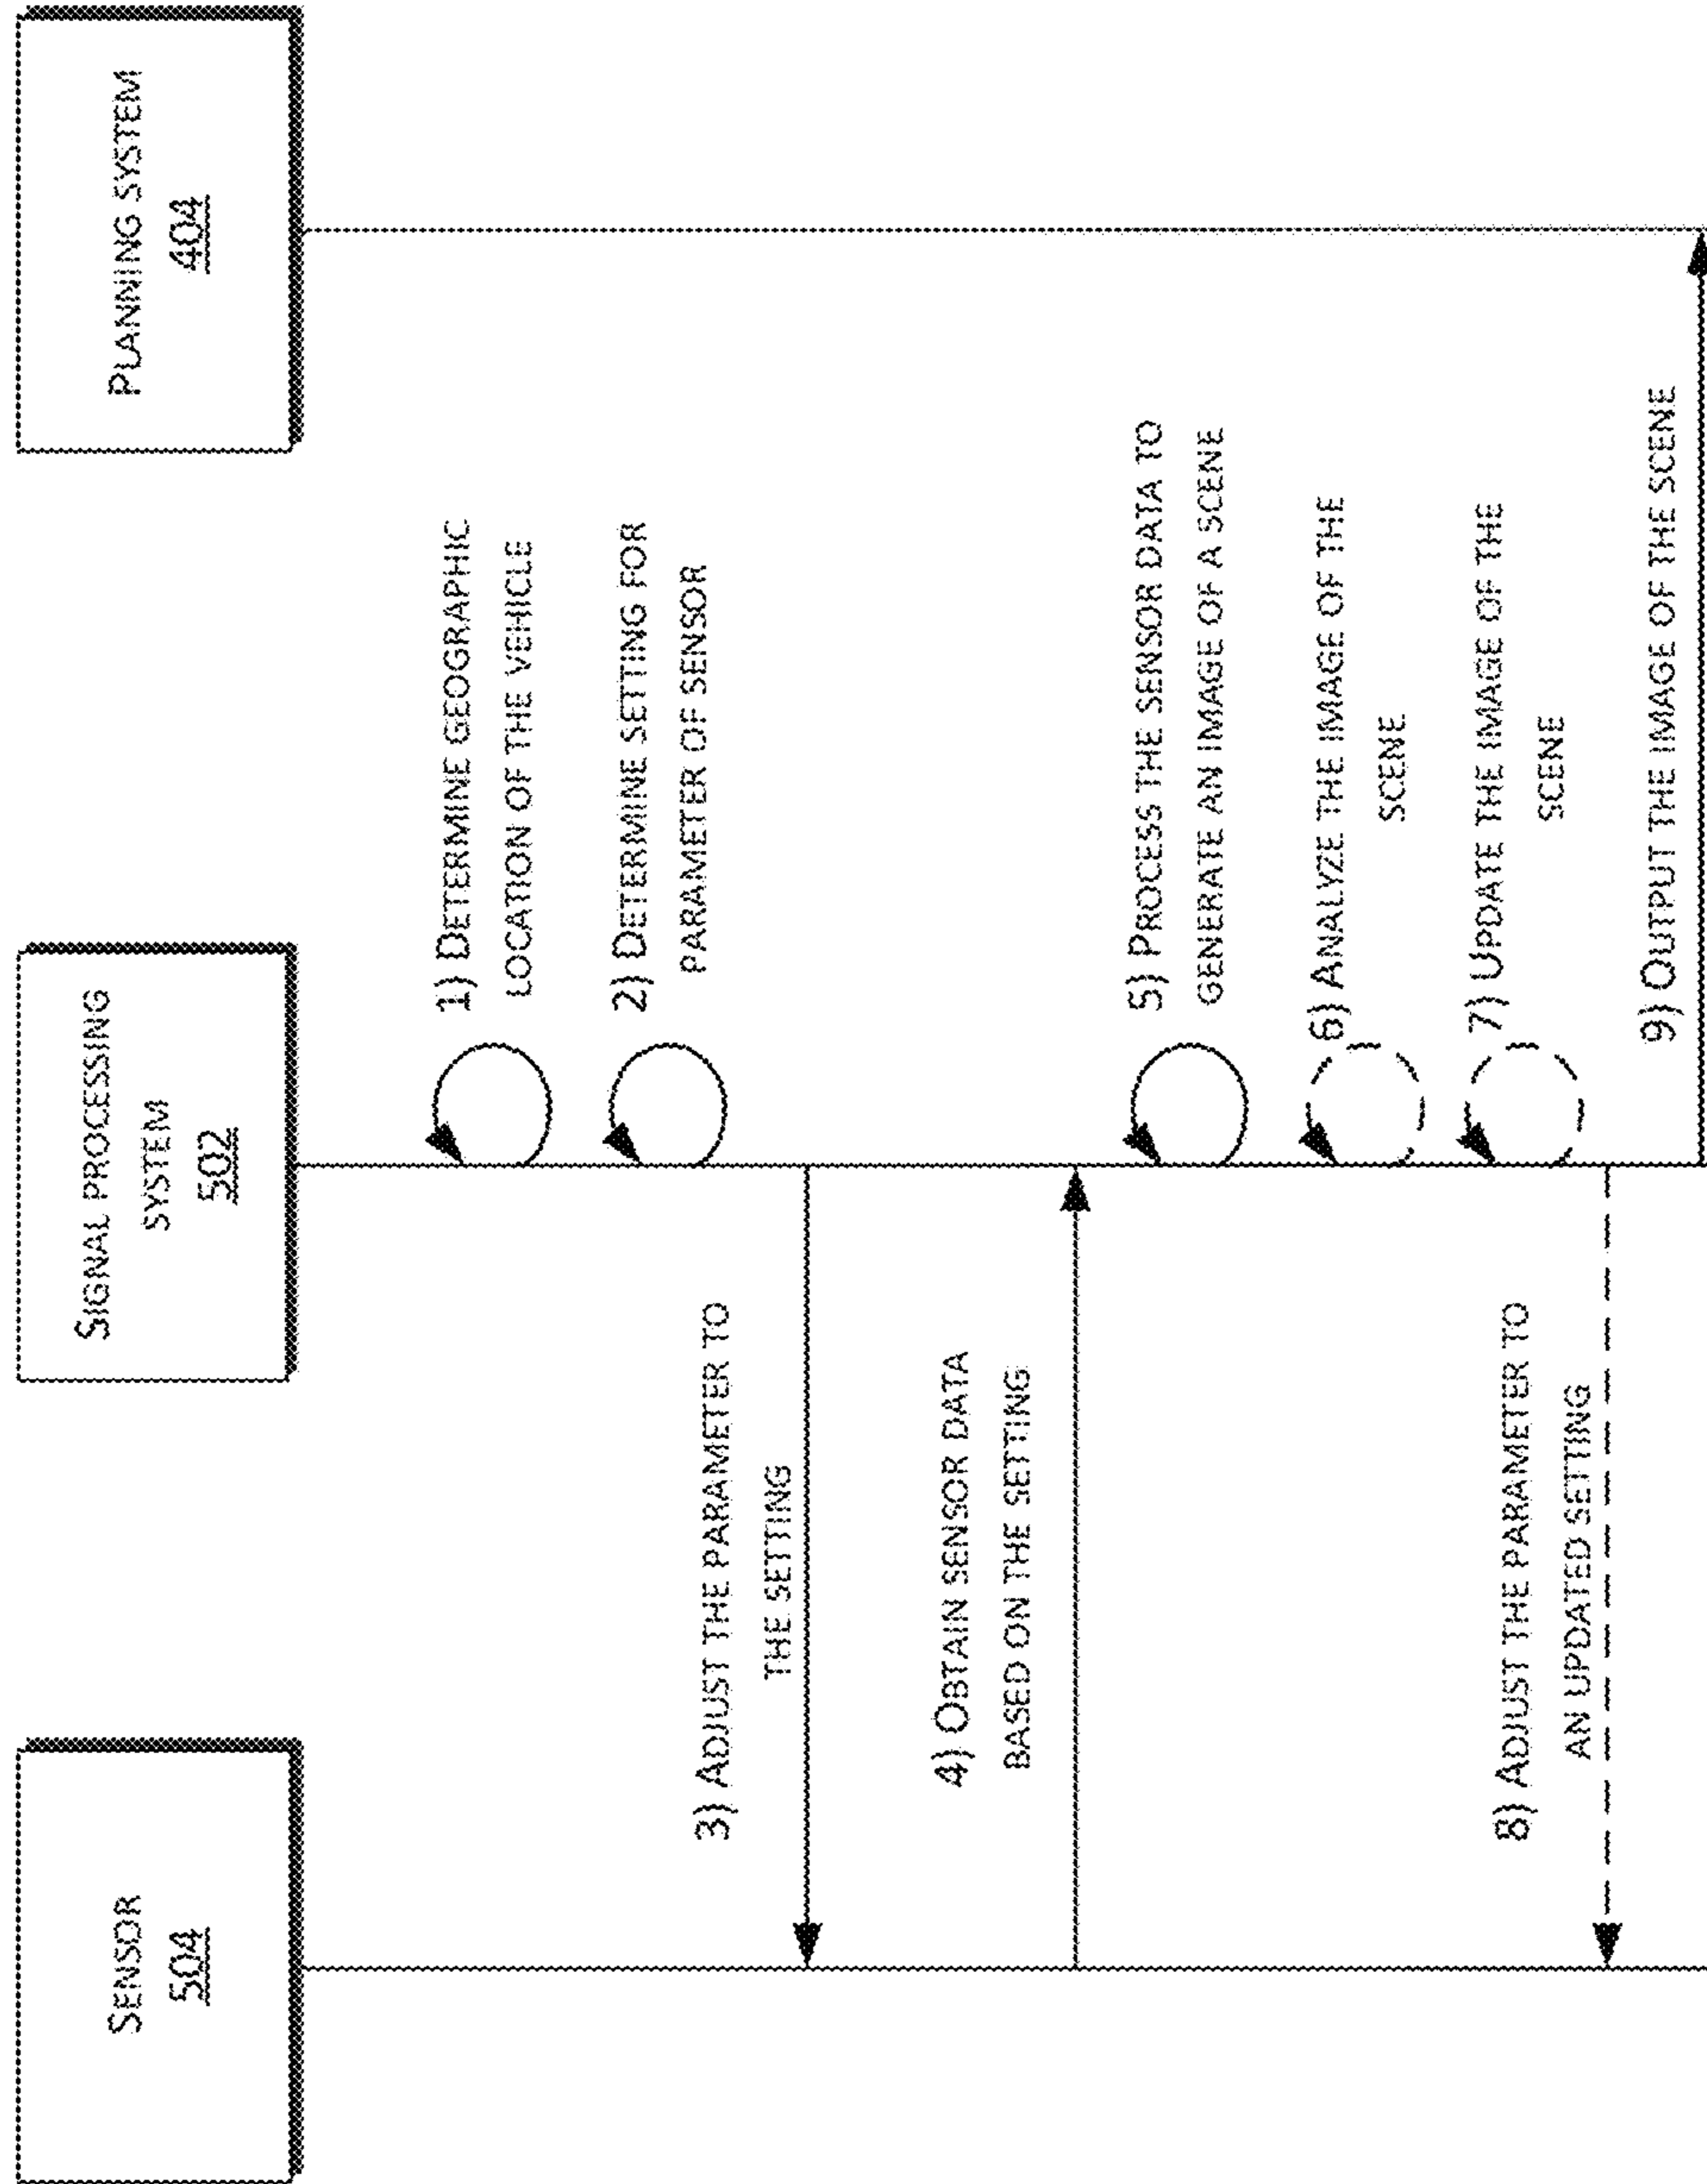 SENSOR
504
SIGNAL PROCESSING
SYSTEM
502
PLANNING SYSTEM
404
1) DETERMINE GEOGRAPHIC
LOCATION OF THE VEHICLE
2) DETERMINE SETTING FOR
PARAMETER OF SENSOR
3) ADJUST THE PARAMETER TO
THE SETTING
4) OBTAIN SENSOR DATA
BASED ON THE SETTING
5) PROCESS THE SENSOR DATA TO
GENERATE AN IMAGE OF A SCENE
6) ANALYZE THE IMAGE OF THE
SCENE
7) UPDATE THE IMAGE OF THE
SCENE
8) ADJUST THE PARAMETER TO
AN UPDATED SETTING
9) OUTPUT THE IMAGE OF THE SCENE